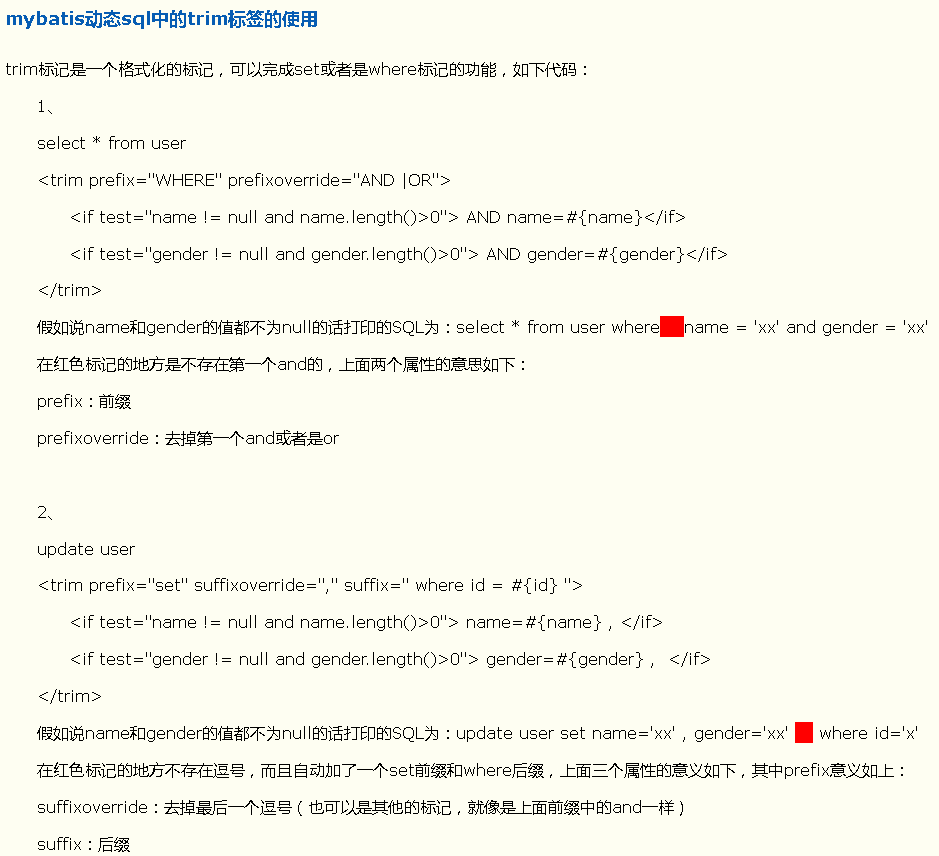 mybatis动态sql中的trim标签的使用
trim标记是一个格式化的标记，可以完成set或者是where标记的功能，如下代码：
1、
select * from user
<trim prefix="WHERE" prefixoverride="AND |OR">
<if test="name != null and name.length()>0"> AND name=#{name}</if>
<if test="gender != null and gender.length()>0"> AND gender=#{gender}</if>
</trim>
假如说name和gender的值都不为null的话打印的SQL为：select * from user where name = 'xx' and gender = 'xx'
在红色标记的地方是不存在第一个and的，上面两个属性的意思如下：
prefix：前缀
prefixoverride：去掉第一个and或者是or
2、
update user
<trim prefix="set" suffixoverride="," suffix=" where id = #{id} ">
<if test="name != null and name.length()>0"> name=#{name} , </if>
<if test="gender != null and gender.length()>0"> gender=#{gender} ,  </if>
</trim>
假如说name和gender的值都不为null的话打印的SQL为：update user set name='xx' , gender='xx' where id='x'
在红色标记的地方不存在逗号，而且自动加了一个set前缀和where后缀，上面三个属性的意义如下，其中prefix意义如上：
suffixoverride：去掉最后一个逗号（也可以是其他的标记，就像是上面前缀中的and一样）
suffix：后缀